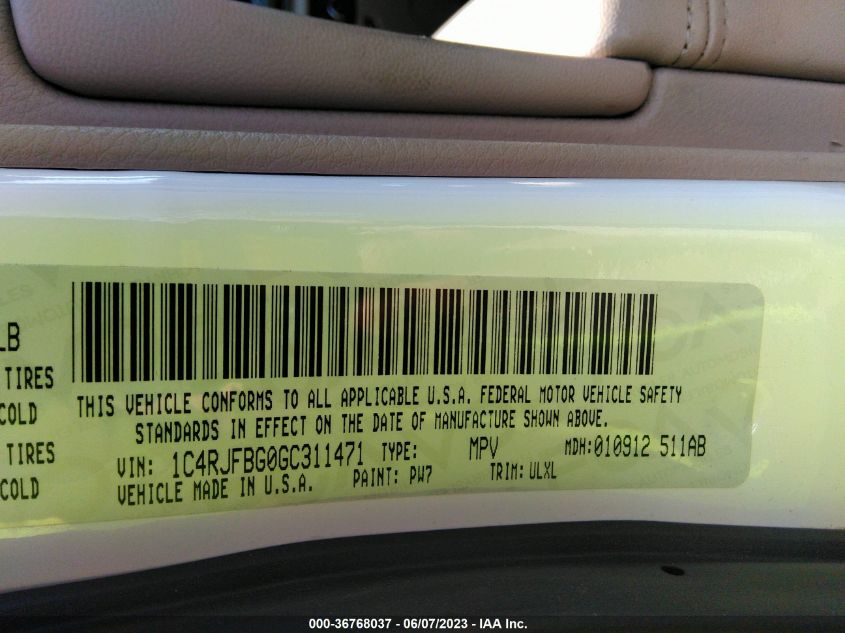 LB
TIRES
COLD
TIRES
COLD
THIS VEHICLE CONFORMS TO ALL APPLICABLE U.S.A. FEDERAL MOTOR VEHICLE SAFETY
STANDARDS IN EFFECT ON THE DATE OF MANUFACTURE SHOWN ABOVE.
VIN: 1C4RJFBG0GC311471 TYPE: MPV MDH:010912 511AB
VEHICLE MADE IN U.S.A. PAINT: PW7 TRIM: ULXL
000-36768037 - 06/07/2023 - IAA Inc.